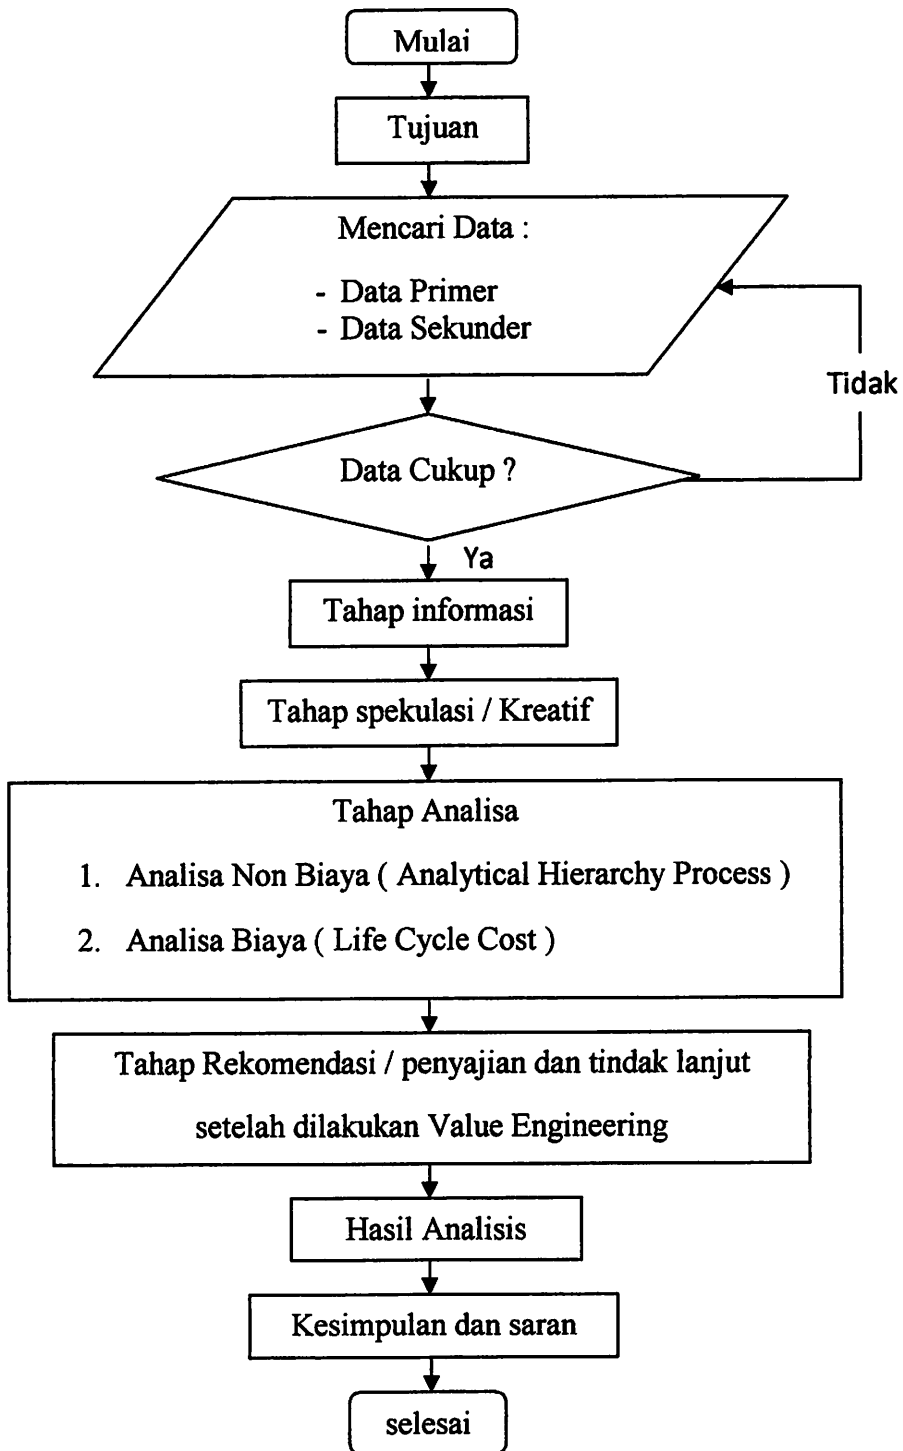 Mulai
Tujuan
Mencari Data :
- Data Primer
- Data Sekunder
Tidak
Data Cukup ?
Ya
Tahap informasi
Tahap spekulasi / Kreatif
Tahap Analisa
1. Analisa Non Biaya ( Analytical Hierarchy Process )
2. Analisa Biaya ( Life Cycle Cost )
Tahap Rekomendasi / penyajian dan tindak lanjut
setelah dilakukan Value Engineering
Hasil Analisis
Kesimpulan dan saran
selesai